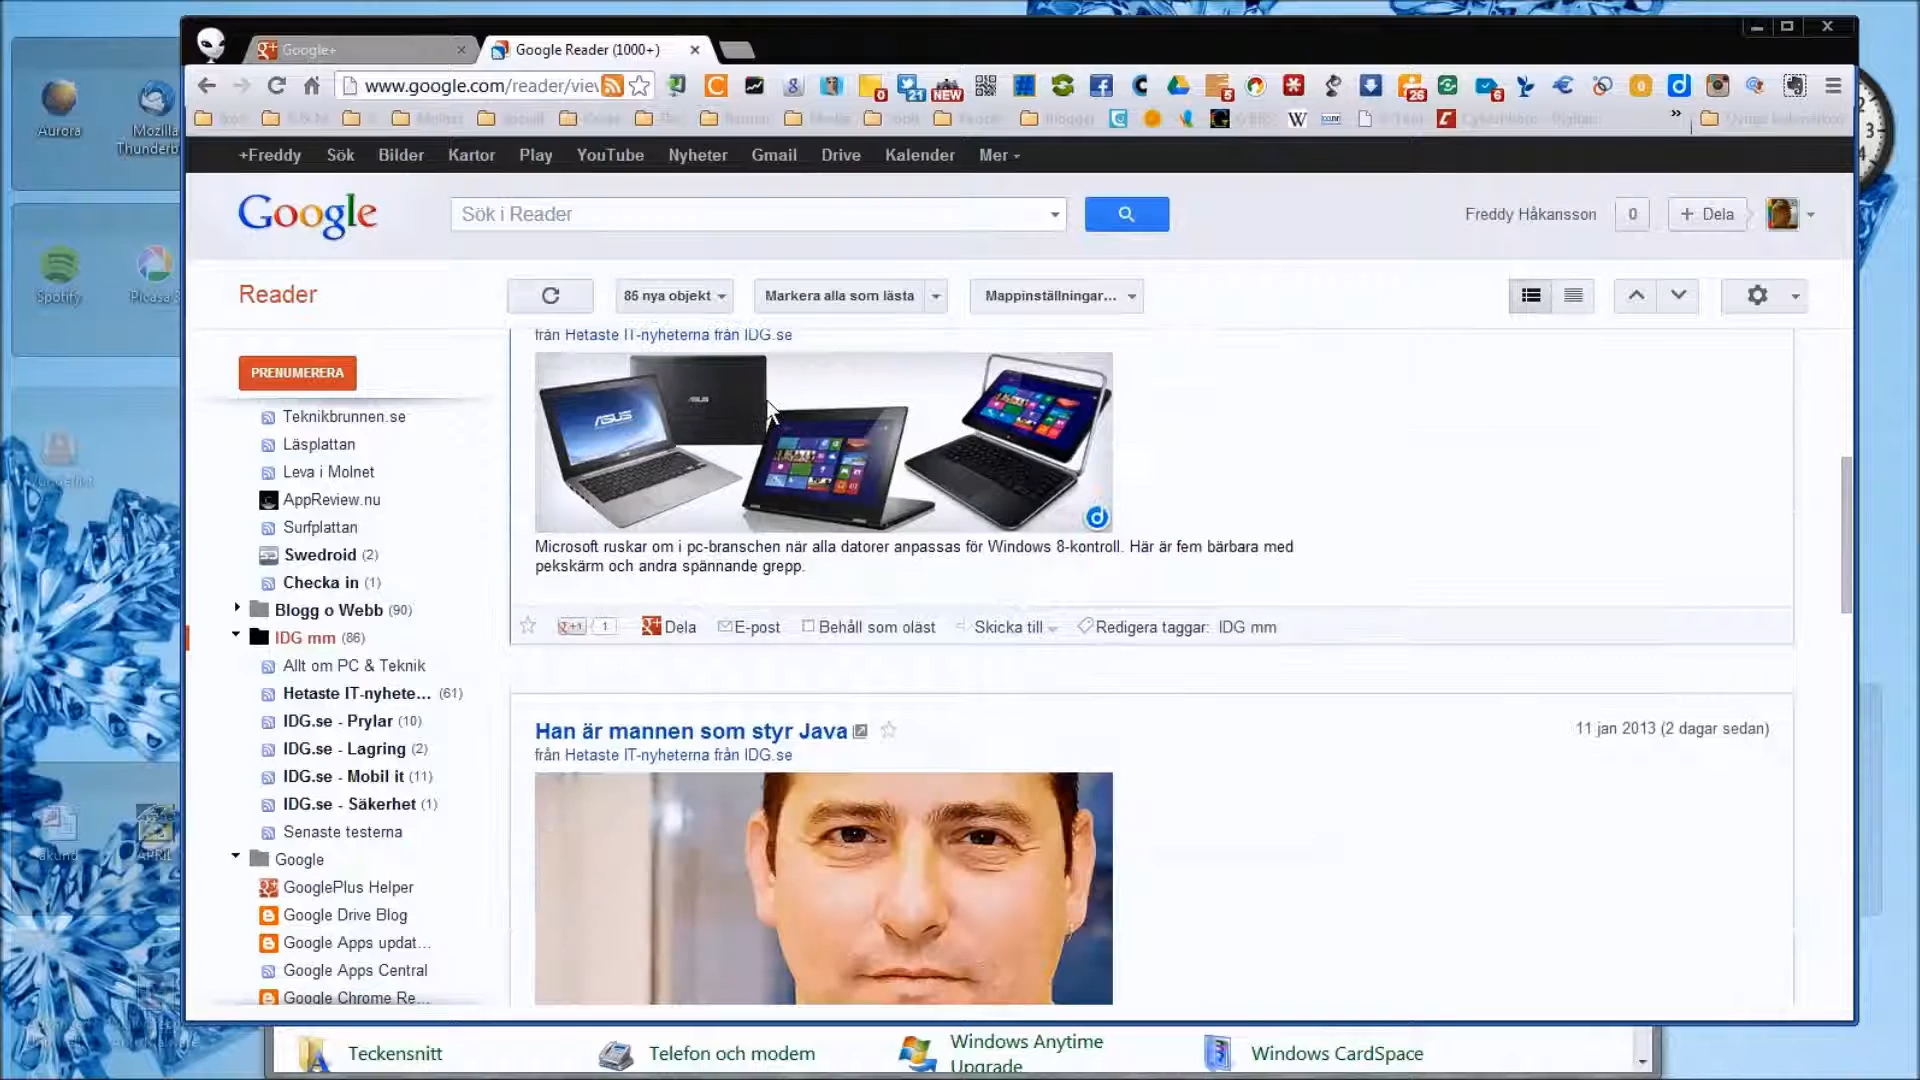 Google+
Google Reader (1000+)
www.google.com/reader/view
+Freddy Sök Bilder Kartor Play YouTube Nyheter Gmail Drive Kalender Mer
Google
Sök i Reader
Freddy Håkansson
0
+ Dela
Reader
86 nya objekt
Markera alla som lästa
Mappinställningar...
PRENUMERERA
Teknikbrunnen.se
Läsplattan
Leva i Molnet
AppReview.nu
Surfplattan
Swedroid (2)
Checka in (1)
Blogg o Webb (90)
IDG mm (86)
Allt om PC & Teknik
Hetaste IT-nyhete... (61)
IDG.se - Prylar (10)
IDG.se - Lagring (2)
IDG.se - Mobil it (11)
IDG.se - Säkerhet (1)
Senaste testerna
Google
GooglePlus Helper
Google Drive Blog
Google Apps updat...
Google Apps Central
Google Chrome Re...
från Hetaste IT-nyheterna från IDG.se
ASUS
ASUS
Microsoft ruskar om i pc-branschen när alla datorer anpassas för Windows 8-kontroll. Här är fem bärbara med
pekskärm och andra spännande grepp.
1 Dela E-post Behåll som oläst Skicka till Redigera taggar: IDG mm
Han är mannen som styr Java
11 jan 2013 (2 dagar sedan)
från Hetaste IT-nyheterna från IDG.se
Aurora
Mozilla
Spotify
Teckensnitt
Telefon och modem
Windows Anytime
Upgrade
Windows CardSpace